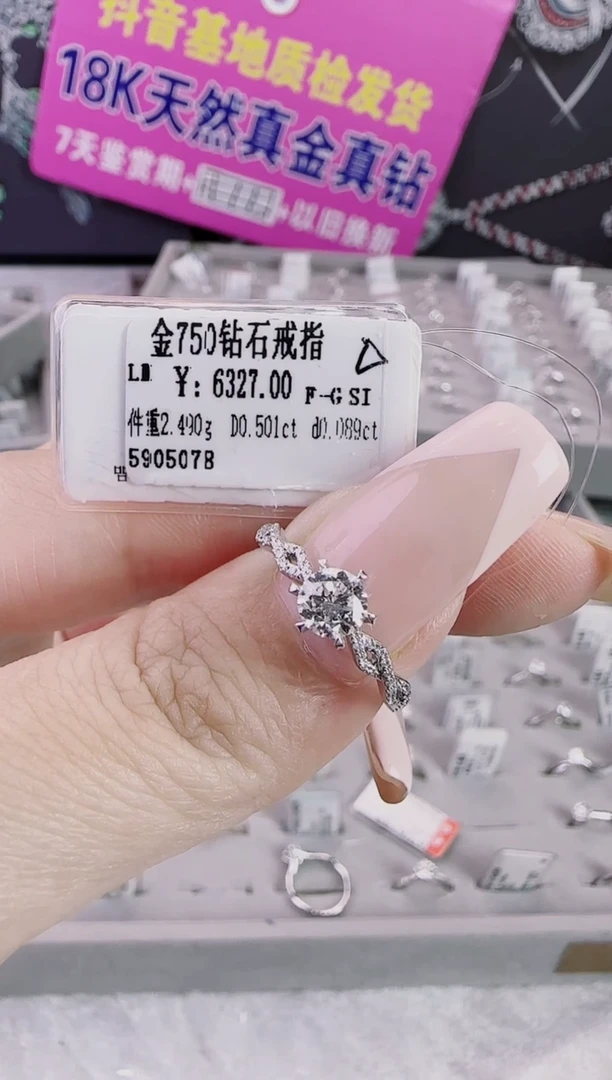 抖音基地质检发货
18K天然真金真钻
7天鉴赏期·
·以旧换新
金750钻石戒指
¥: 6327.00 F-G SI
件重2.490g D0.501ct d0.089ct
5905078